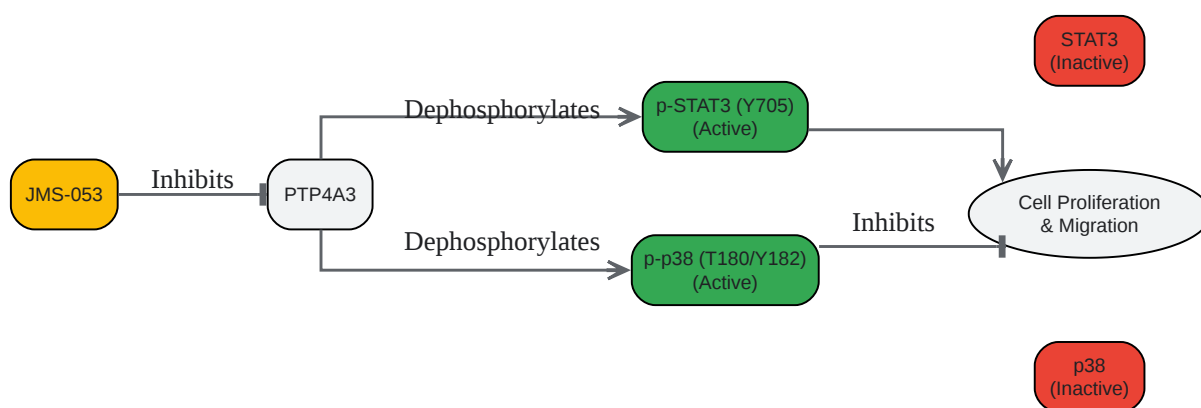 STAT3
(Inactive)
Dephosphorylates
p-STAT3 (Y705)
(Active)
JMS-053
Inhibits
PTP4A3
Cell Proliferation
& Migration
Dephosphorylates
p-p38 (T180/Y182)
(Active)
Inhibits
p38
(Inactive)